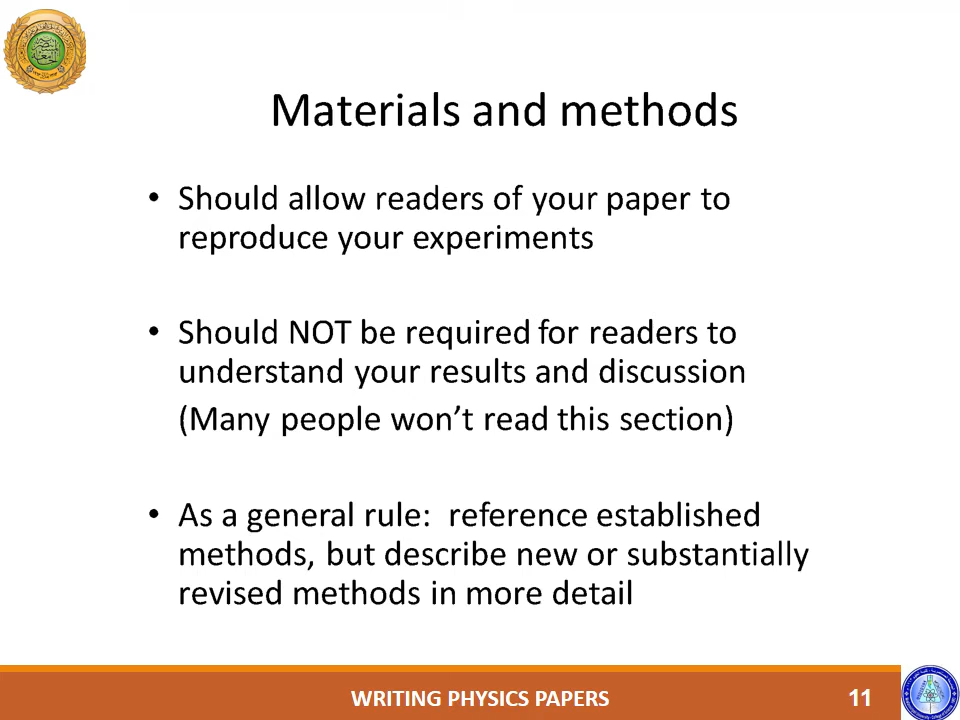 Materials and methods
• Should allow readers of your paper to
reproduce your experiments
• Should NOT be required for readers to
understand your results and discussion
(Many people won’t read this section)
• As a general rule:  reference established
methods, but describe new or substantially
revised methods in more detail
WRITING PHYSICS PAPERS
11